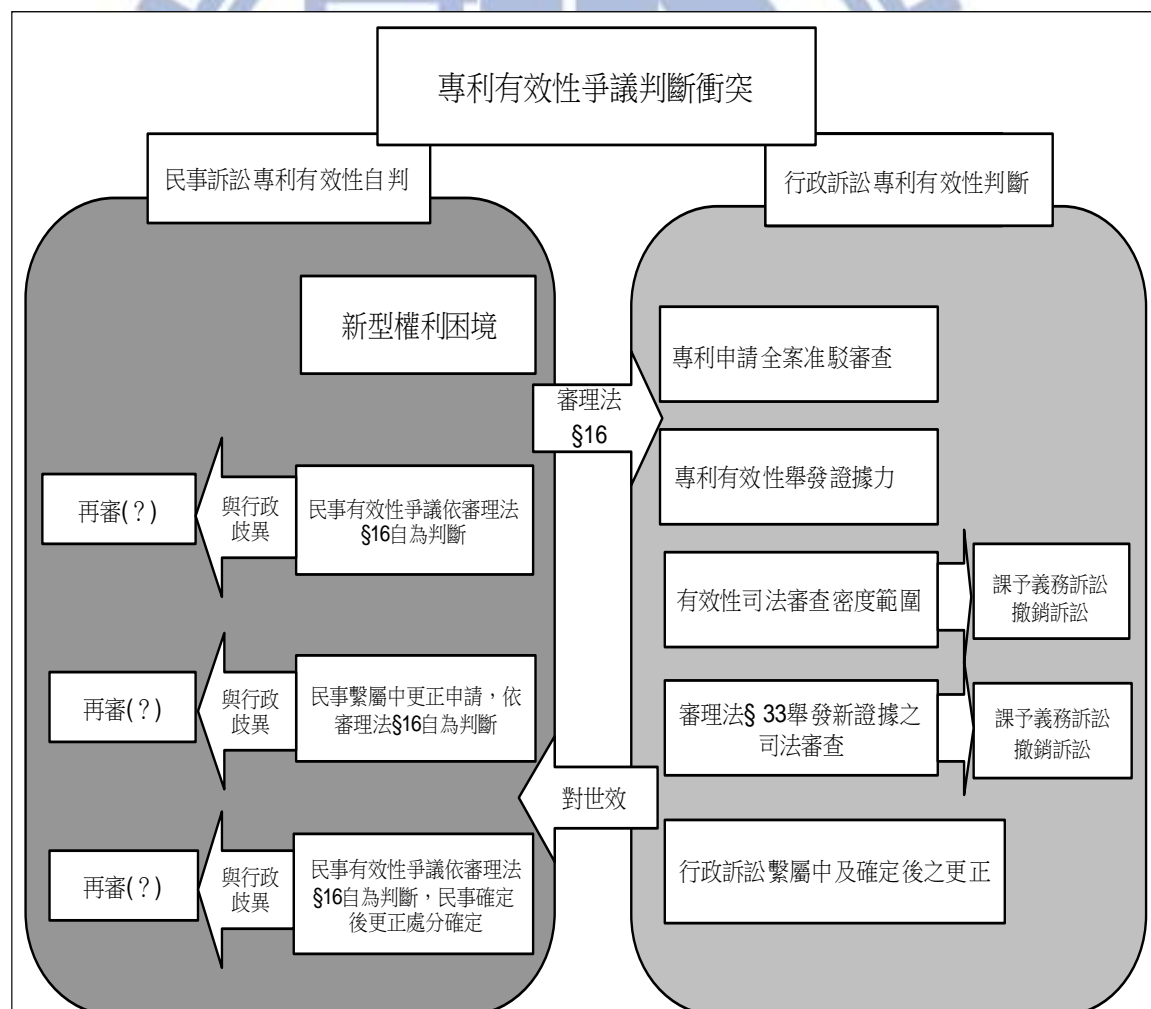 專利有效性爭議判斷衝突
民事訴訟專利有效性自判
行政訴訟專利有效性判斷
新型權利困境
審理法
§16
專利申請全案准駁審查
專利有效性舉發證據力
再審(？)
與行政
歧異
民事有效性爭議依審理法
§16自為判斷
有效性司法審查密度範圍
課予義務訴訟
撤銷訴訟
再審(？)
與行政
歧異
民事繫屬中更正申請，依
審理法§16自為判斷
審理法§ 33舉發新證據之
司法審查
課予義務訴訟
撤銷訴訟
對世效
再審(？)
與行政
歧異
民事有效性爭議依審理法
§16自為判斷，民事確定
後更正處分確定
行政訴訟繫屬中及確定後之更正